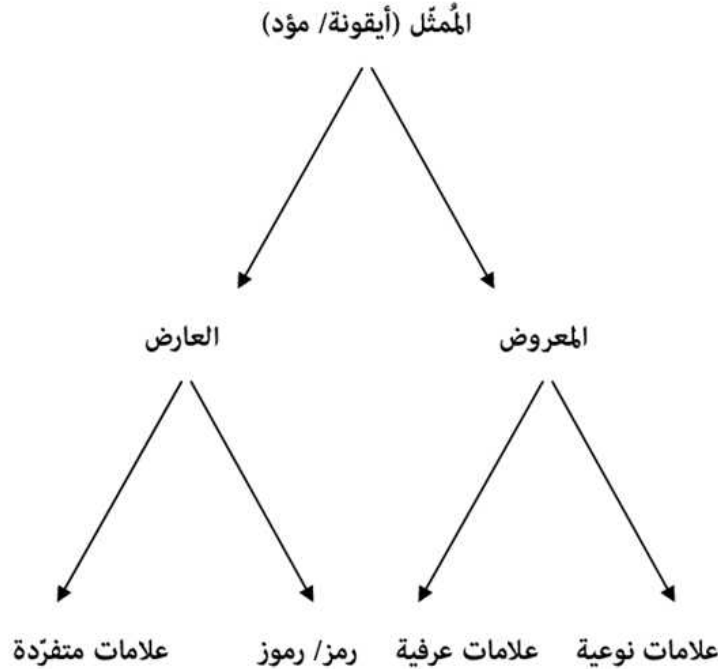 المُمثّل (أيقونة/ مؤد)
المعروض
العارض
علامات نوعية
علامات عرفية
رمز/ رموز
علامات متفرّدة